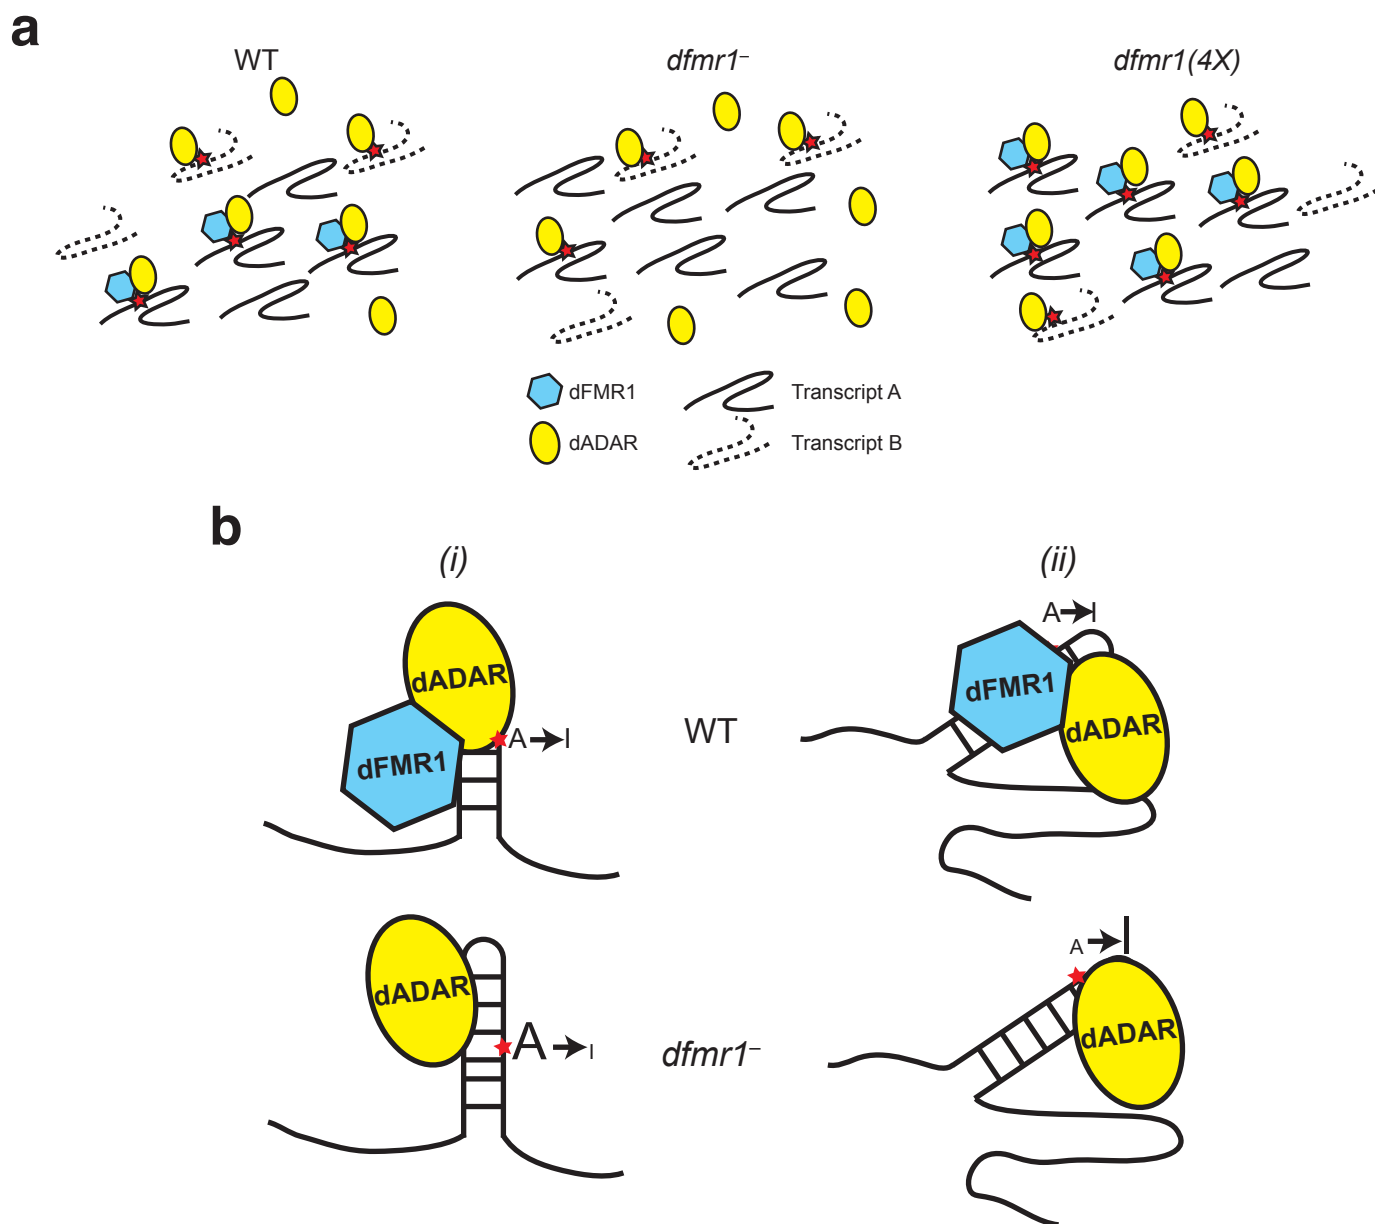 a
WT
dfmr1⁻
dfmr1(4X)
dFMR1
Transcript A
dADAR
Transcript B
b
(i)
(ii)
dADAR
dFMR1
A I
WT
A I
dFMR1
dADAR
dADAR
A I
dfmr1⁻
A I
dADAR